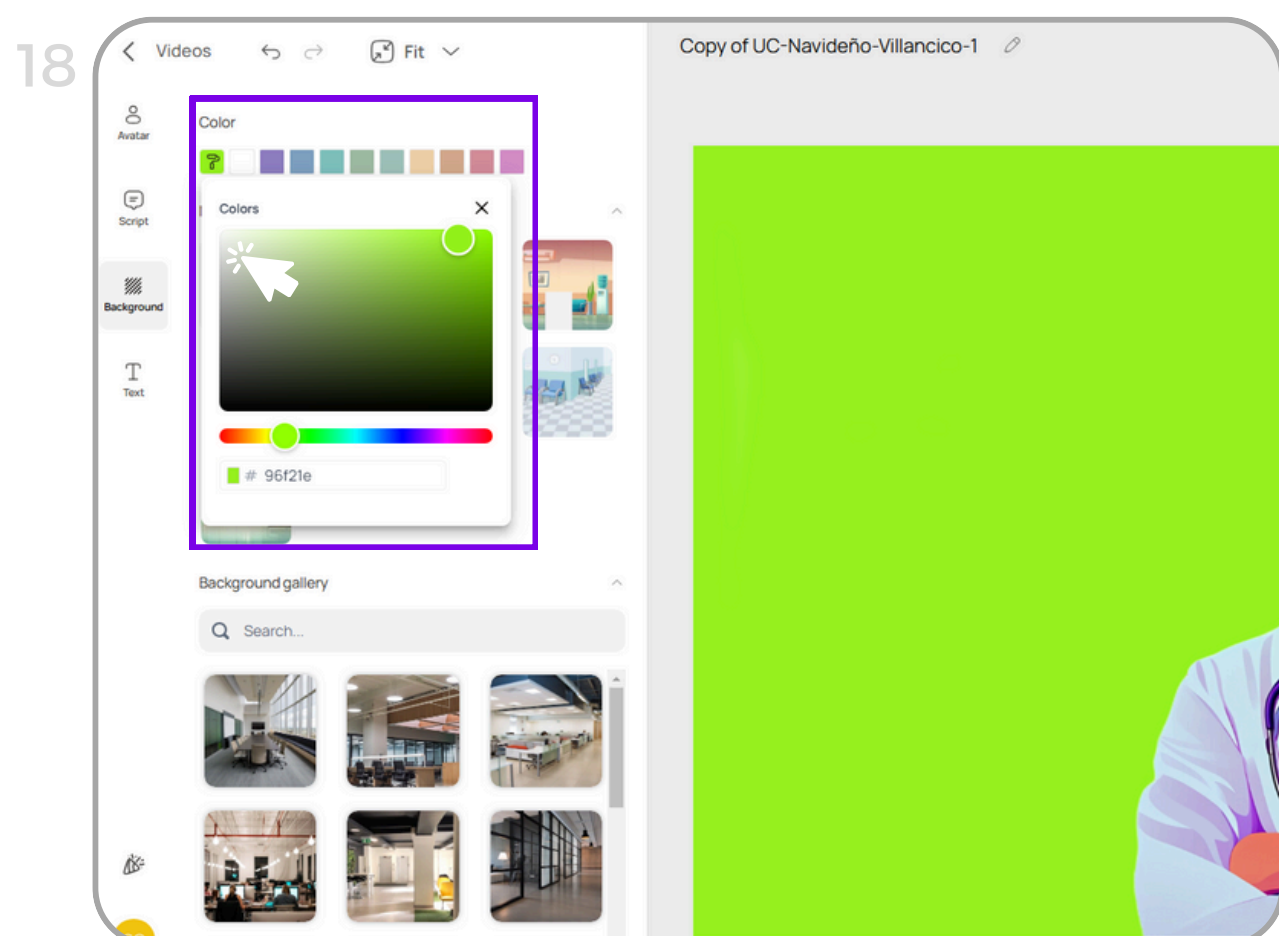 18
Videos
Fit
Copy of UC-Navideño-Villancico-1
Avatar
Script
Background
Text
Color
Colors
# 96f21e
Background gallery
Search...